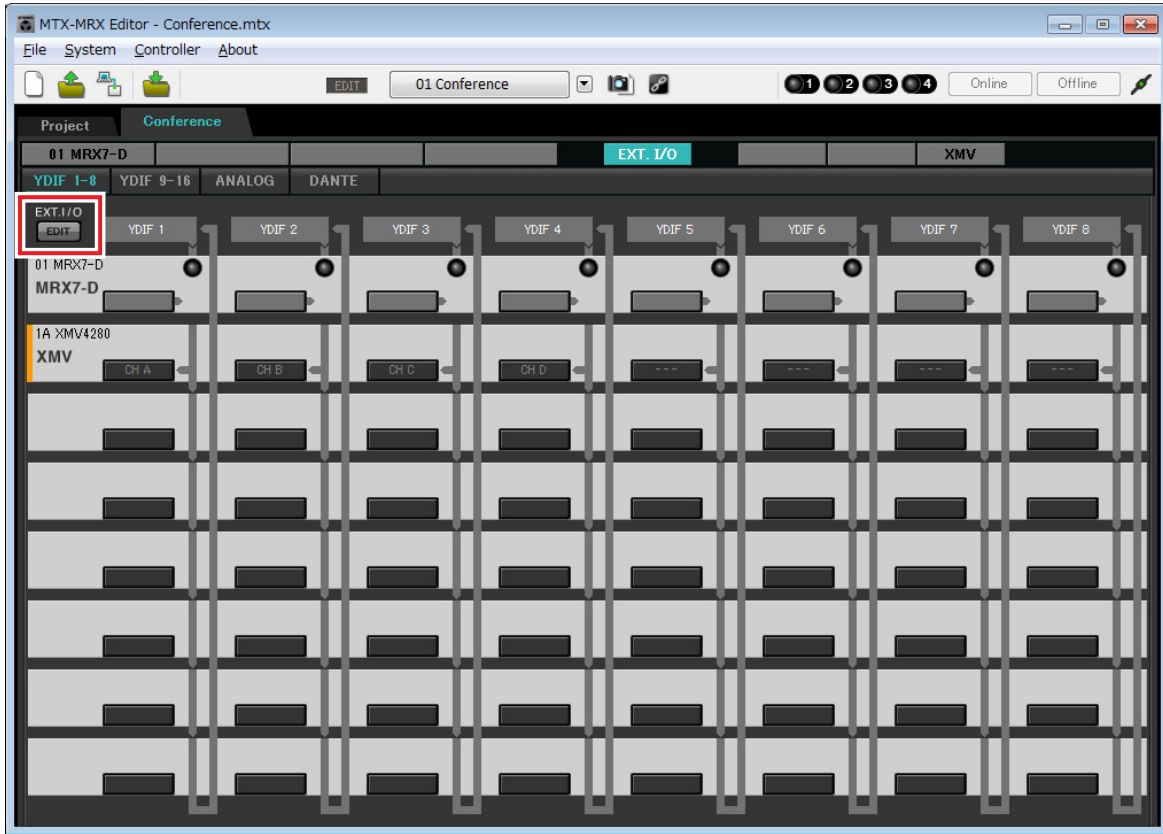 MTX-MRX Editor - Conference.mtx
File System Controller About
EDIT 01 Conference 1 2 3 4 Online Offline
Project Conference
01 MRX7-D EXT. I/O XMV
YDIF 1-8 YDIF 9-16 ANALOG DANTE
EXT.I/O
EDIT YDIF 1 YDIF 2 YDIF 3 YDIF 4 YDIF 5 YDIF 6 YDIF 7 YDIF 8
01 MRX7-D
MRX7-D
1A XMV4280
XMV
CH A CH B CH C CH D --- --- --- ---